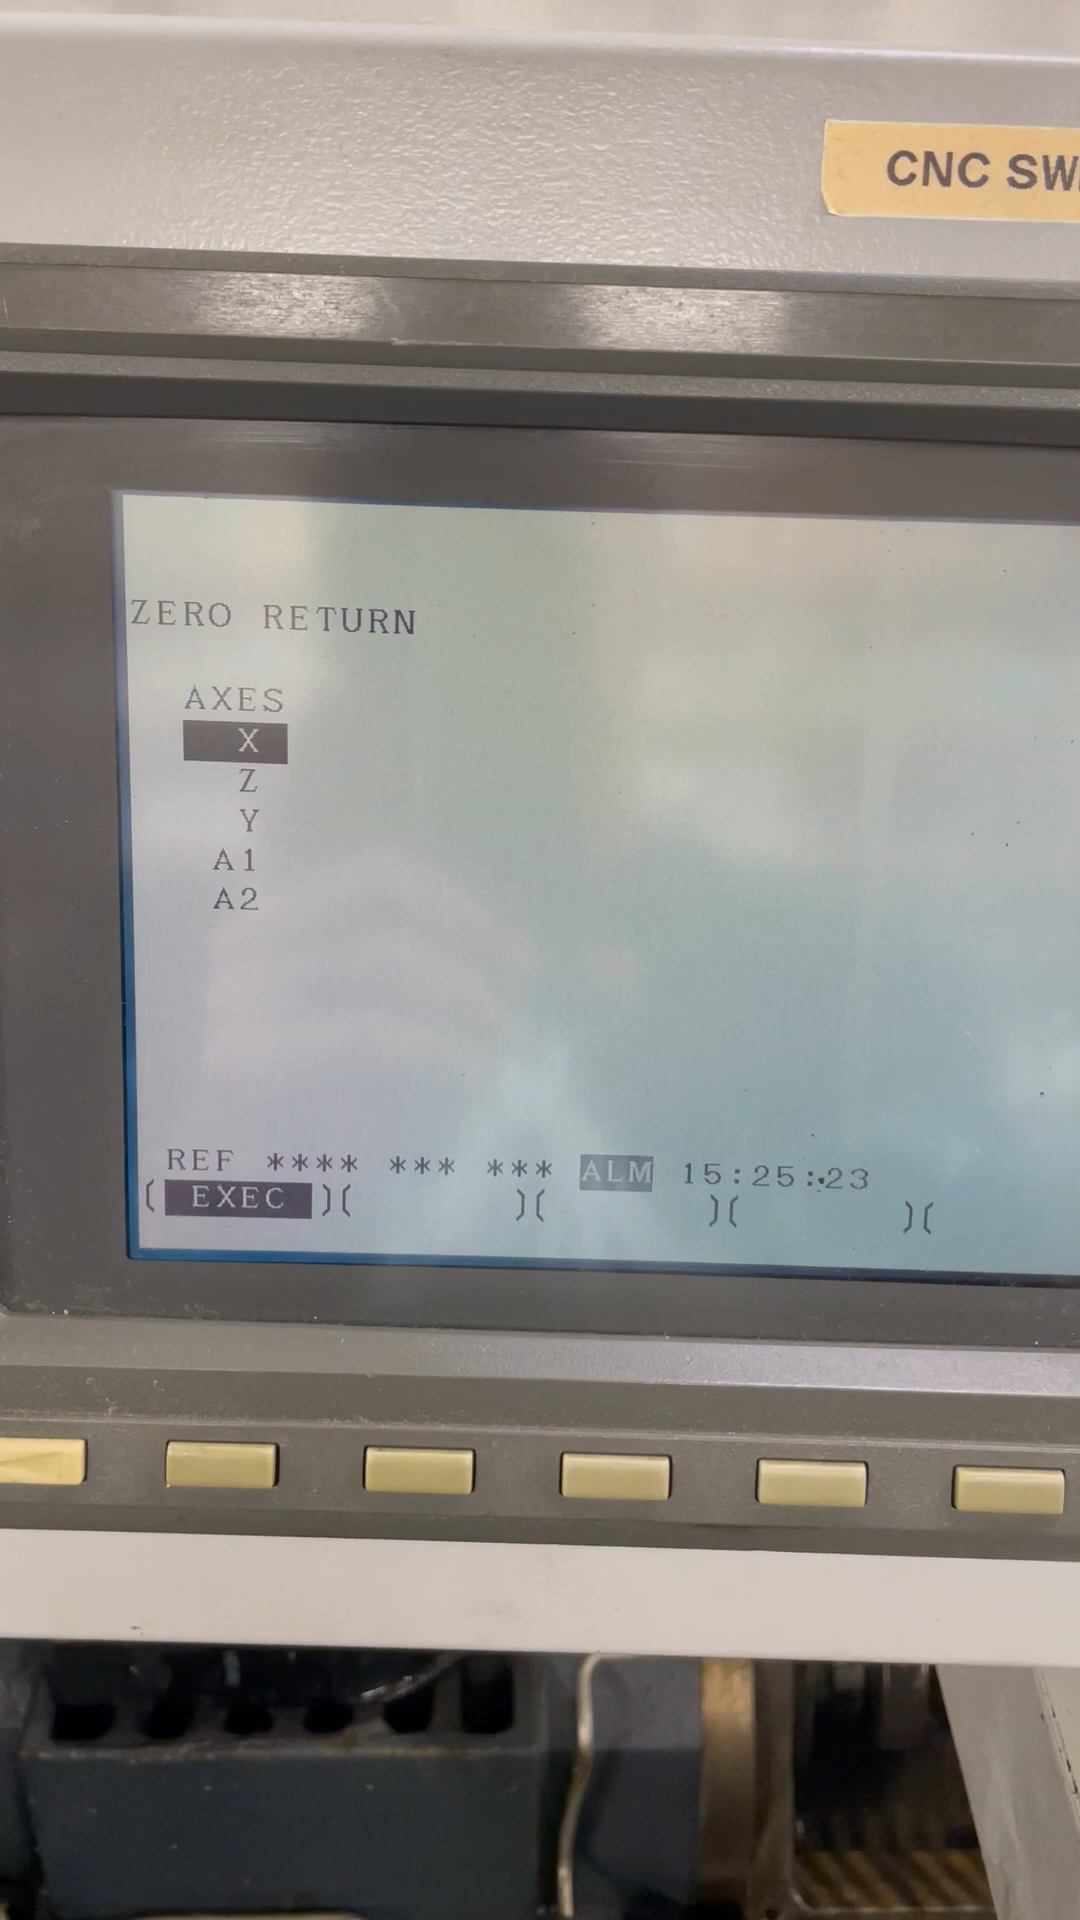 CNC SW
ZERO RETURN
AXES
X
Z
Y
A1
A2
REF **** *** *** ALM 15:25:23
( EXEC )( )( )( )(